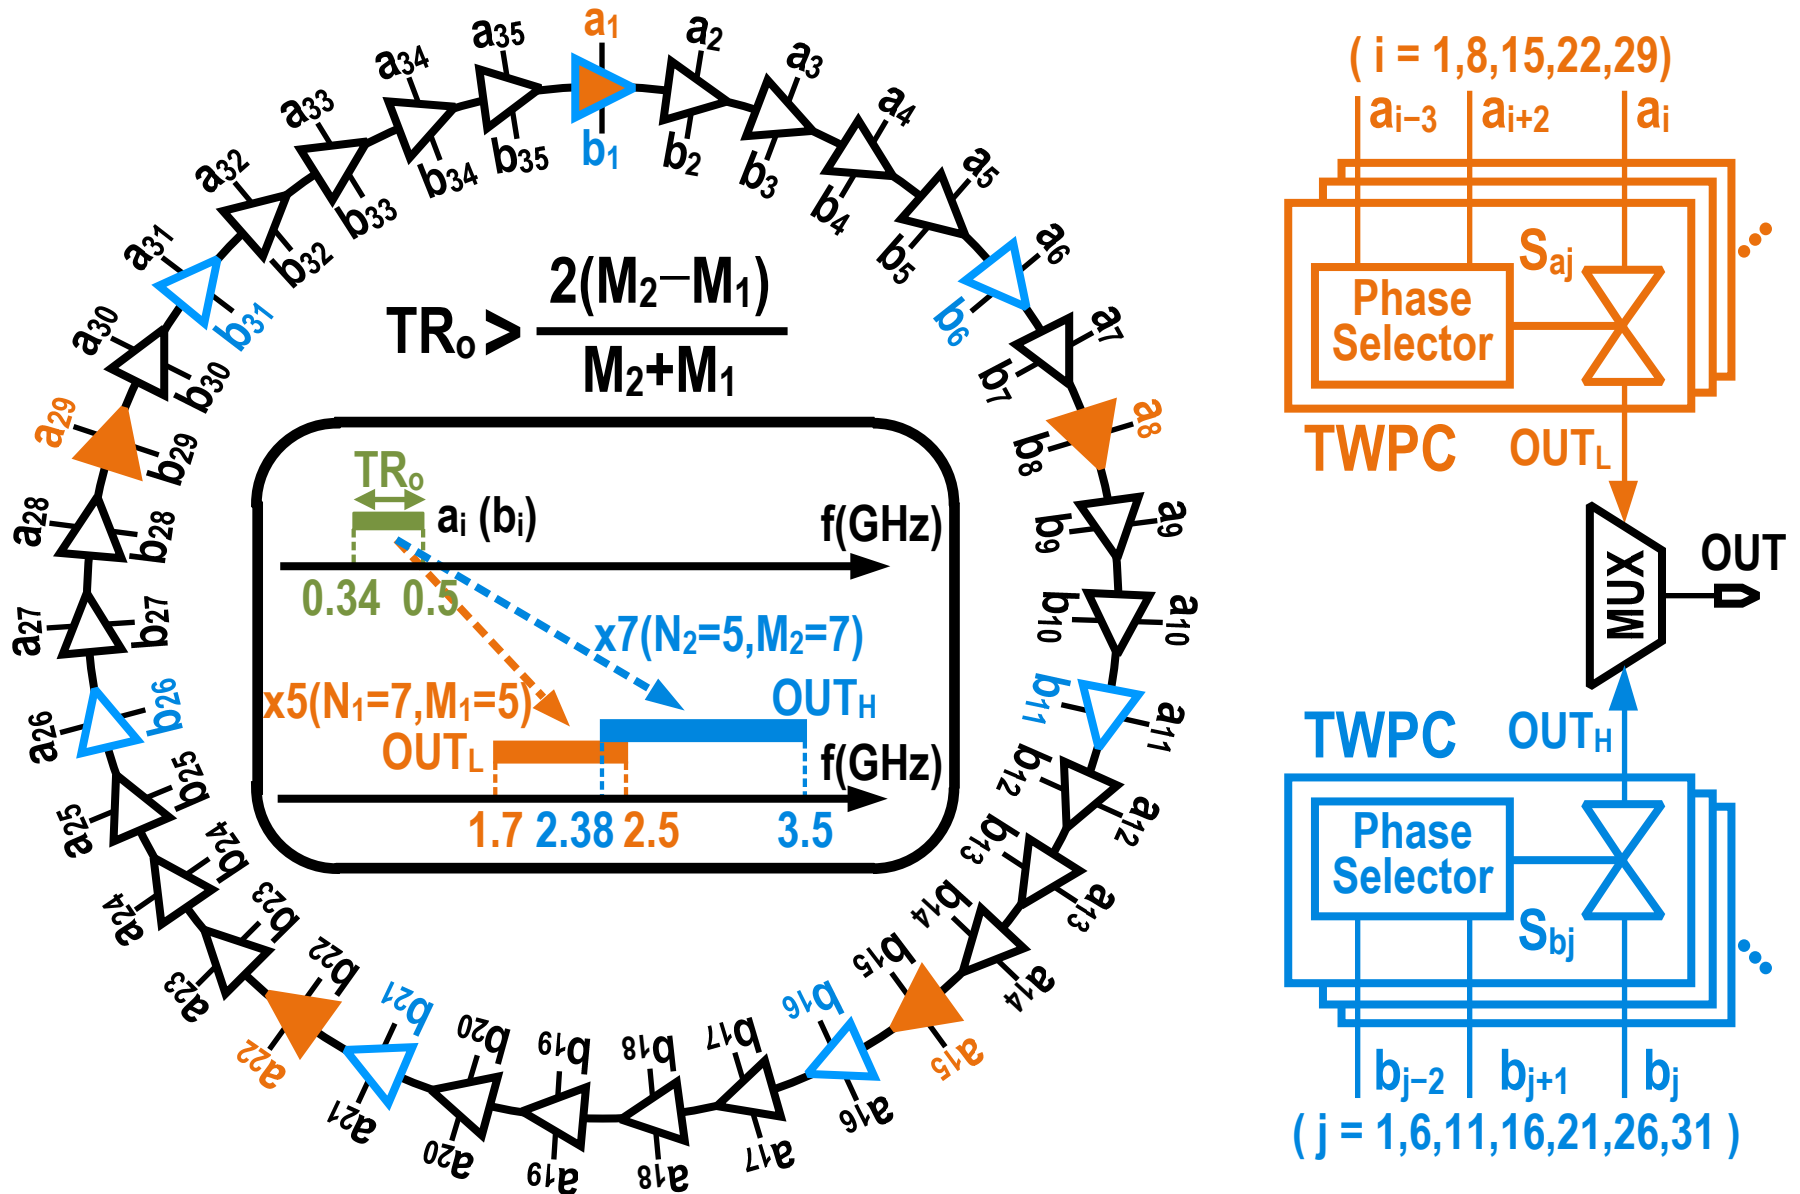 a1
a2
a3
a4
a5
a6
a7
a8
a9
a10
a11
a12
a13
a14
a15
a16
a17
a18
a19
a20
a21
a22
a23
a24
a25
a26
a27
a28
a29
a30
a31
a32
a33
a34
a35
b1
b2
b3
b4
b5
b6
b7
b8
b9
b10
b11
b12
b13
b14
b15
b16
b17
b18
b19
b20
b21
b22
b23
b24
b25
b26
b27
b28
b29
b30
b31
b32
b33
b34
b35
TRo > 2(M2−M1)
M2+M1
TRo
ai (bi)
f(GHz)
0.34 0.5
x7(N2=5,M2=7)
x5(N1=7,M1=5)
OUTH
OUTL
f(GHz)
1.7 2.38 2.5 3.5
( i = 1,8,15,22,29)
ai−3 ai+2 ai
Saj
Phase
Selector
TWPC OUTL
MUX
OUT
TWPC OUTH
Phase
Selector
Sbj
bj−2 bj+1 bj
( j = 1,6,11,16,21,26,31 )